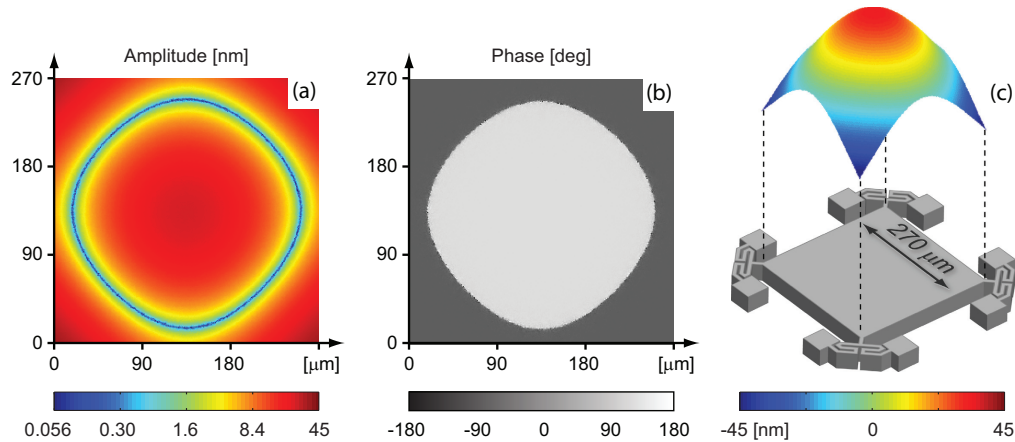 Amplitude [nm]
(a)
270
180
90
0
0 90 180 [μm]
0.056 0.30 1.6 8.4 45
Phase [deg]
(b)
270
180
90
0
0 90 180 [μm]
-180 -90 0 90 180
(c)
270 μm
-45 [nm] 0 45